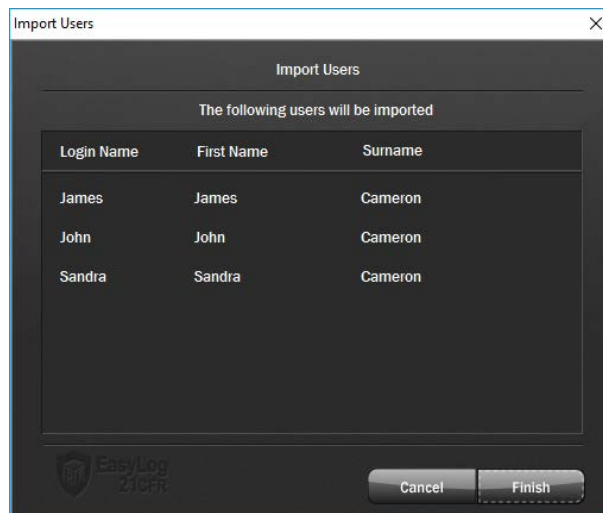 Import Users
Import Users
The following users will be imported
Login Name First Name Surname
James James Cameron
John John Cameron
Sandra Sandra Cameron
EasyLog
21CFR
Cancel Finish